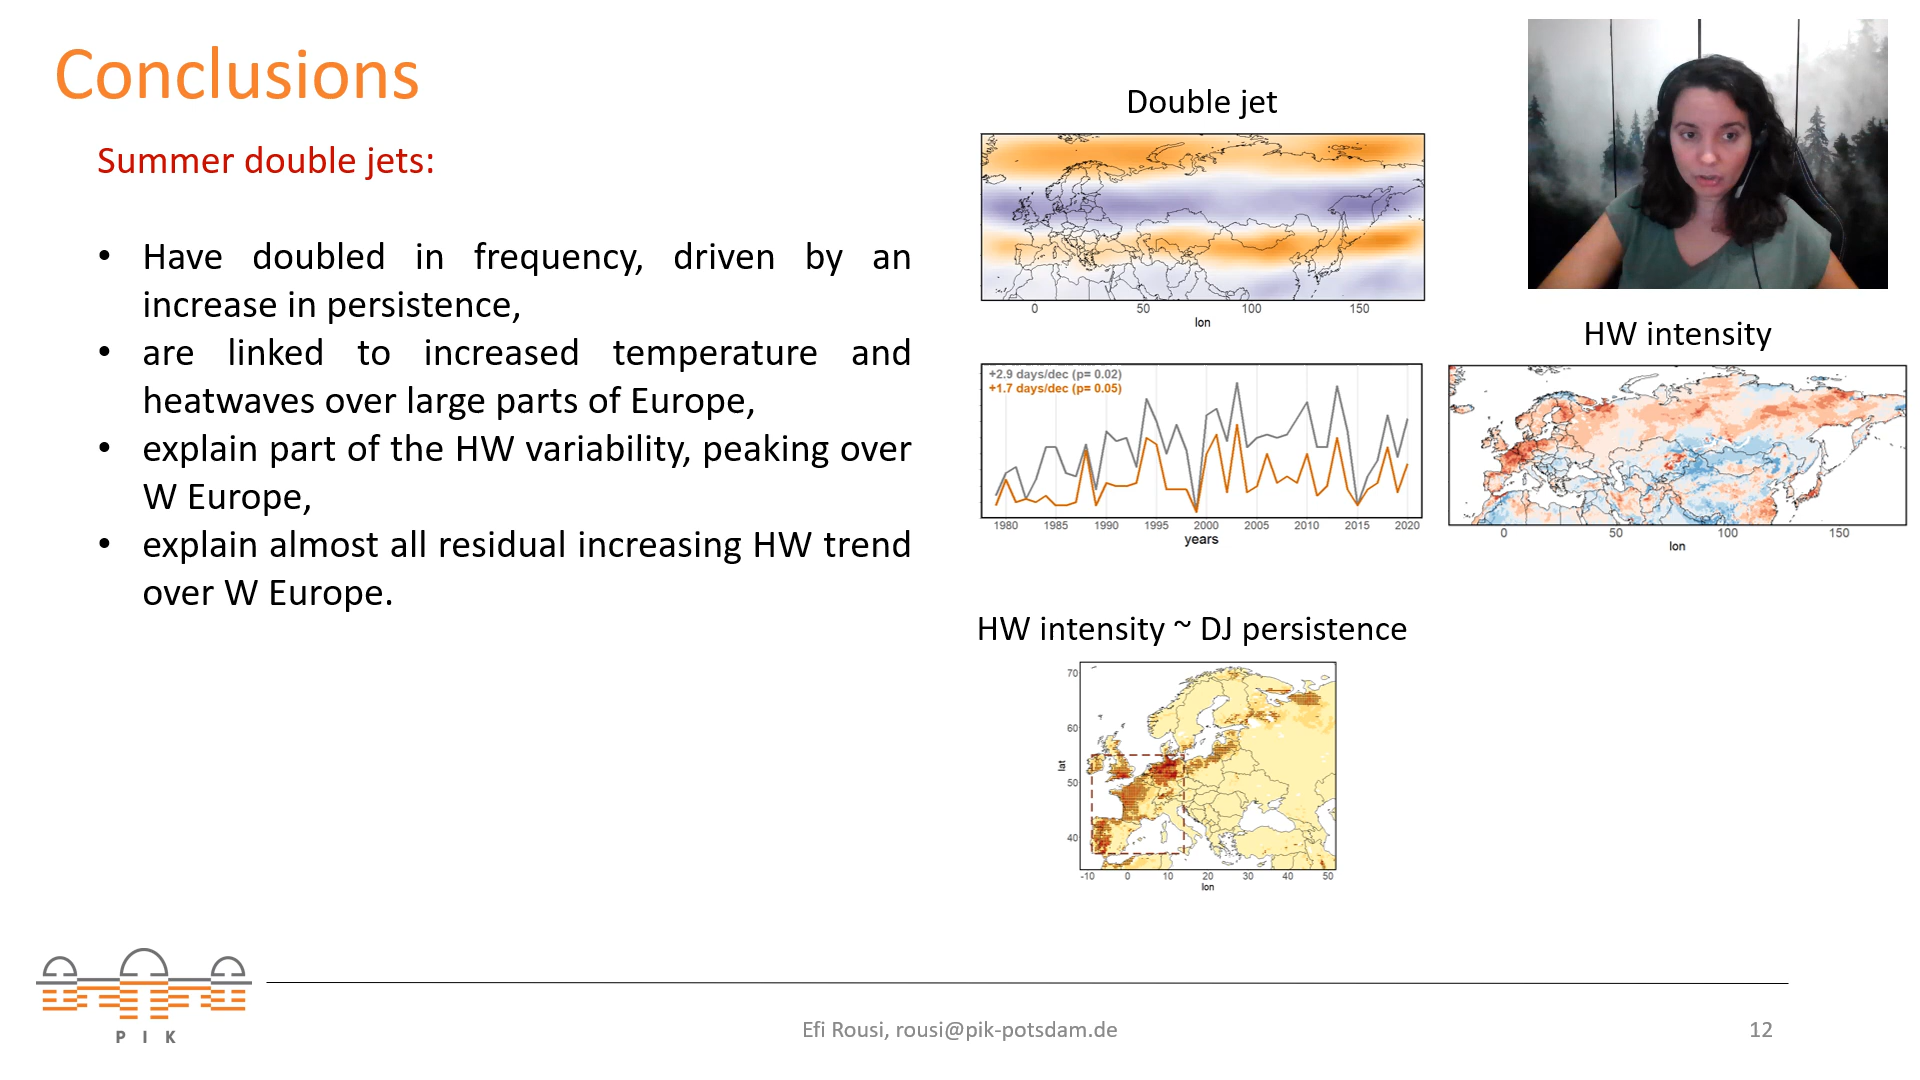 Conclusions
Summer double jets:
• Have doubled in frequency, driven by an
increase in persistence,
• are linked to increased temperature and
heatwaves over large parts of Europe,
• explain part of the HW variability, peaking over
W Europe,
• explain almost all residual increasing HW trend
over W Europe.
Double jet
0 50 100 150
lon
+2.9 days/dec (p= 0.02)
+1.7 days/dec (p= 0.05)
1980 1985 1990 1995 2000 2005 2010 2015 2020
years
HW intensity
0 50 100 150
lon
HW intensity ~ DJ persistence
70
60
50
40
lat
-10 0 10 20 30 40 50
lon
P I K
Efi Rousi, rousi@pik-potsdam.de
12